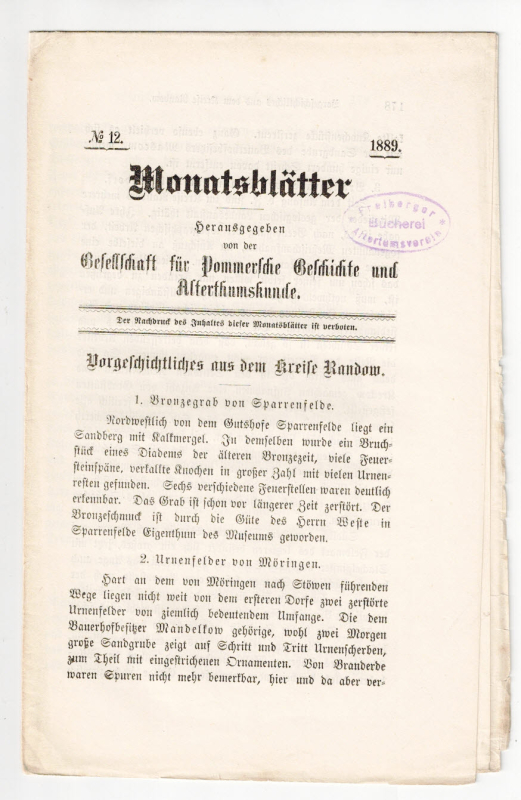 № 12.
1889.
Monatsblätter
Freiberger
Bücherei
Altertumsverein
Herausgegeben
von der
Gesellschaft für Pommersche Geschichte und
Alterthumskunde.
Der Nachdruck des Inhaltes dieser Monatsblätter ist verboten.
Vorgeschichtliches aus dem Kreise Randow.
1. Bronzegrab von Sparrenfelde.
Nordwestlich von dem Gutshofe Sparrenfelde liegt ein
Sandberg mit Kalkmergel. In demselben wurde ein Bruch-
stück eines Diadems der älteren Bronzezeit, viele Feuer-
steinspäne, verkalkte Knochen in großer Zahl mit vielen Urnen-
resten gefunden. Sechs verschiedene Feuerstellen waren deutlich
erkennbar. Das Grab ist schon vor längerer Zeit zerstört. Der
Bronzeschmuck ist durch die Güte des Herrn Weste in
Sparrenfelde Eigenthum des Museums geworden.
2. Urnenfelder von Möringen.
Hart an dem von Möringen nach Stöwen führenden
Wege liegen nicht weit von dem ersteren Dorfe zwei zerstörte
Urnenfelder von ziemlich bedeutendem Umfange. Die dem
Bauerhofbesitzer Mandelkow gehörige, wohl zwei Morgen
große Sandgrube zeigt auf Schritt und Tritt Urnenscherben,
zum Theil mit eingestrichenen Ornamenten. Von Branderde
waren Spuren nicht mehr bemerkbar, hier und da aber ver-